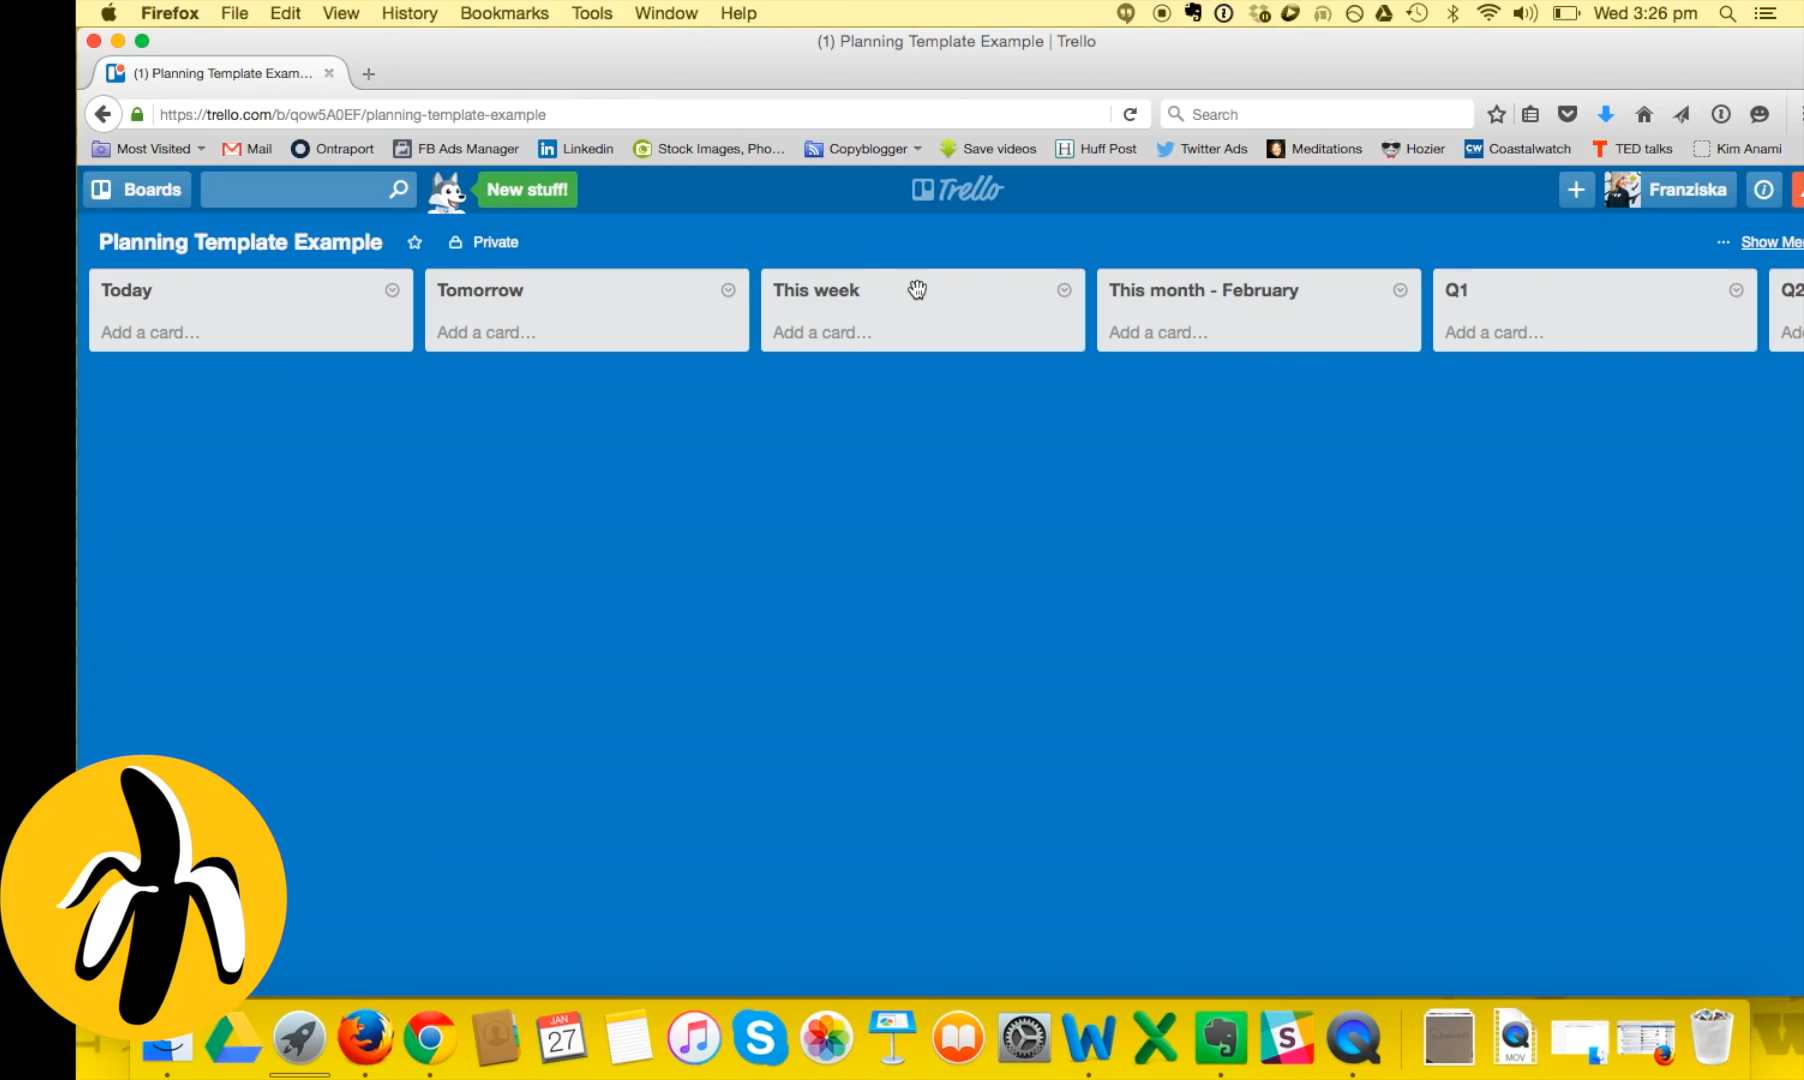 Firefox File Edit View History Bookmarks Tools Window Help Wed 3:26 pm
(1) Planning Template Example | Trello
(1) Planning Template Exam...
https://trello.com/b/qow5A0EF/planning-template-example Search
Most Visited Mail Ontraport FB Ads Manager Linkedin Stock Images, Pho... Copyblogger Save videos Huff Post Twitter Ads Meditations Hozier Coastalwatch TED talks Kim Anami
Boards New stuff! Trello Franziska
Planning Template Example Private ... Show Me
Today Tomorrow This week This month - February Q1 Q2
Add a card... Add a card... Add a card... Add a card... Add a card... Ad
JAN
27
MOV